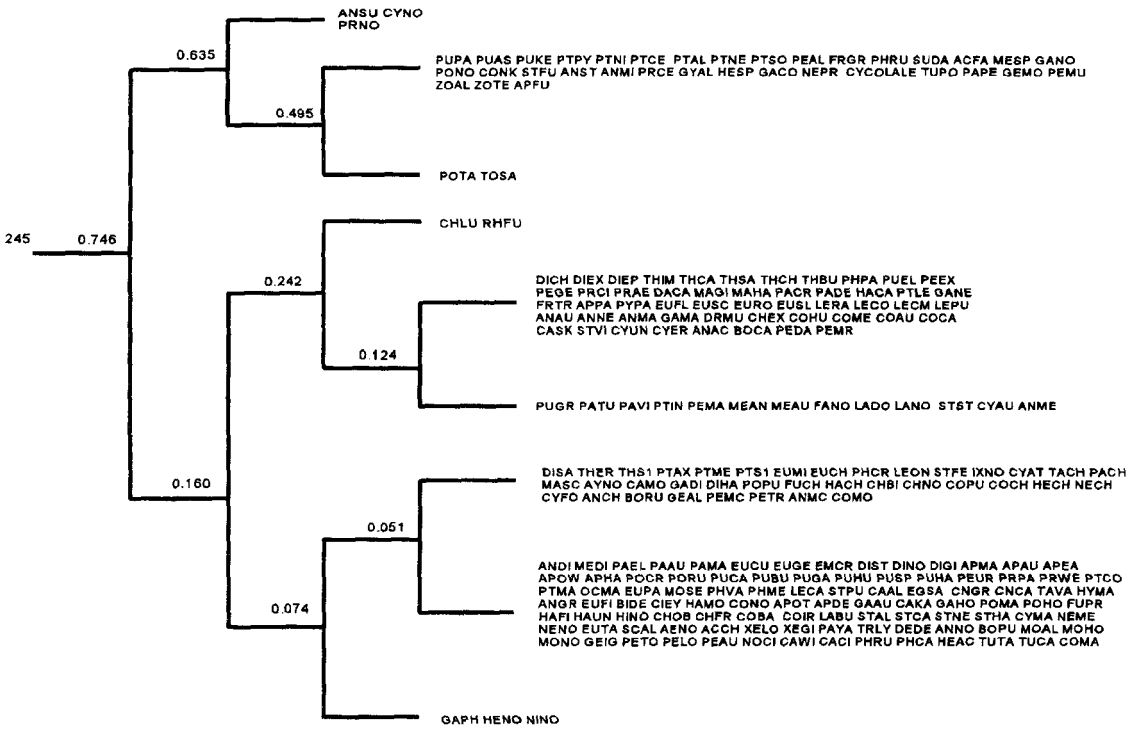 ANSU CYNO
PRNO
0.635
PUPA PUAS PUKE PTPY PTNI PTCE PTAL PTNE PTSO PEAL FRGR PHRU SUDA ACFA MESP GANO
PONO CONK STFU ANST ANMI PRCE GYAL HESP GACO NEPR CYCOLALE TUPO PAPE GEMO PEMU
ZOAL ZOTE APFU
0.495
POTA TOSA
CHLU RHFU
245
0.746
0.242
DICH DIEX DIEP THIM THCA THSA THCH THBU PHPA PUEL PEEX
PEGE PRCI PRAE DACA MAGI MAHA PACR PADE HACA PTLE GANE
FRTR APPA PYPA EUFL EUSC EURO EUSL LERA LECO LECM LEPU
ANAU ANNE ANMA GAMA DRMU CHEX COHU COME COAU COCA
CASK STVI CYUN CYER ANAC BOCA PEDA PEMR
0.124
PUGR PATU PAVI PTIN PEMA MEAN MEAU FANO LADO LANO STST CYAU ANME
0.160
DISA THER THS1 PTAX PTME PTS1 EUMI EUCH PHCR LEON STFE IXNO CYAT TACH PACH
MASC AYNO CAMO GADI DIHA POPU FUCH HACH CHBI CHNO COPU COCH HECH NECH
CYFO ANCH BORU GEAL PEMC PETR ANMC COMO
0.051
ANDI MEDI PAEL PAAU PAMA EUCU EUGE EMCR DIST DINO DIGI APMA APAU APEA
APOW APHA POCR PORU PUCA PUBU PUGA PUHU PUSP PUHA PEUR PRPA PRWE PTCO
PTMA OCMA EUPA MOSE PHVA PHME LECA STPU CAAL EGSA CNGR CNCA TAVA HYMA
ANGR EUFI BIDE CIEY HAMO CONO APOT APDE GAAU CAKA GAHO POMA POHO FUPR
HAFI HAUN HINO CHOB CHFR COBA COIR LABU STAL STCA STNE STHA CYMA NEME
NENO EUTA SCAL AENO ACCH XELO XEGI PAYA TRLY DEDE ANNO BOPU MOAL MOHO
MONO GEIG PETO PELO PEAU NOCI CAWI CACI PHRU PHCA HEAC TUTA TUCA COMA
0.074
GAPH HENO NINO